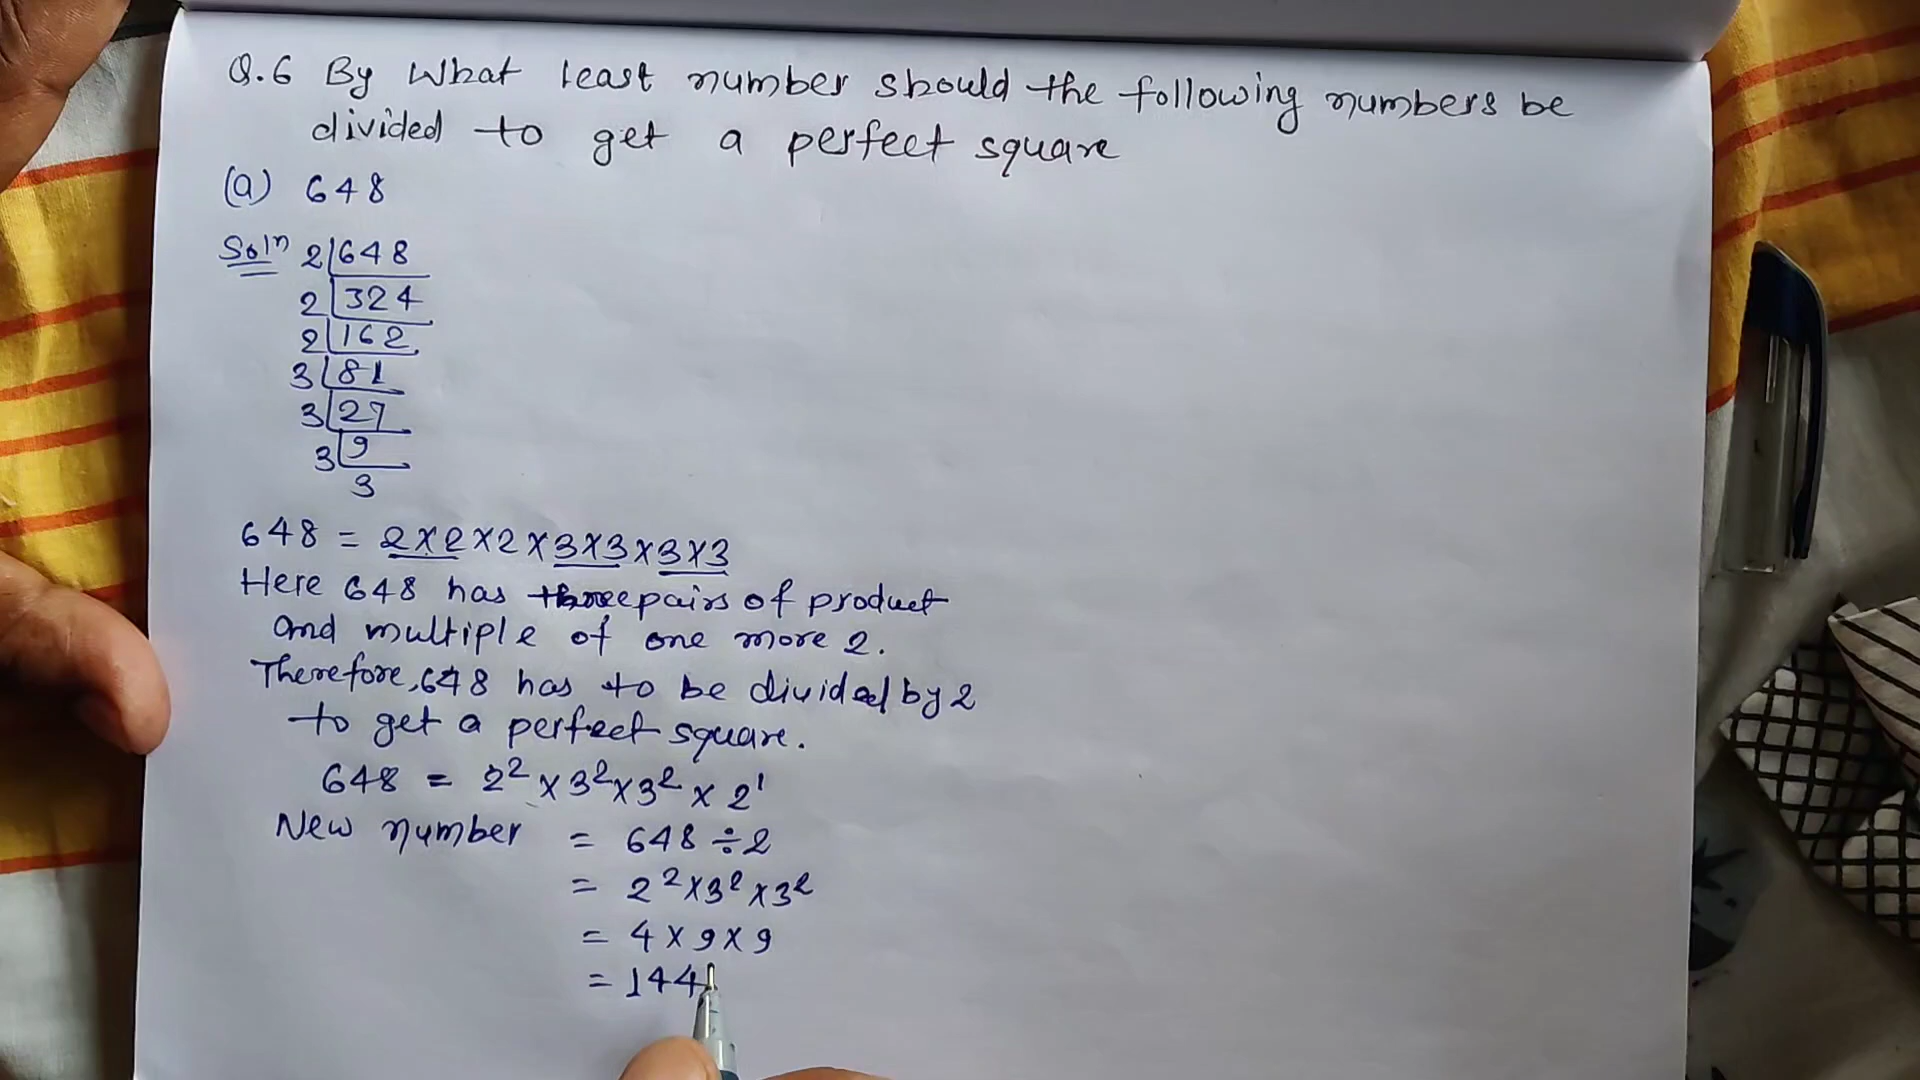 Q.6 By What least number should the following numbers be
divided to get a perfect square
(a) 648
Solⁿ 2|648
2|324
2|162
3|81
3|27
3|9
3
648 = 2×2×2×3×3×3×3
Here 648 has three pairs of product
and multiple of one more 2.
Therefore, 648 has to be divided by 2
to get a perfect square.
648 = 2² × 3² × 3² × 2¹
New number = 648 ÷ 2
= 2² × 3² × 3²
= 4 × 9 × 9
= 144